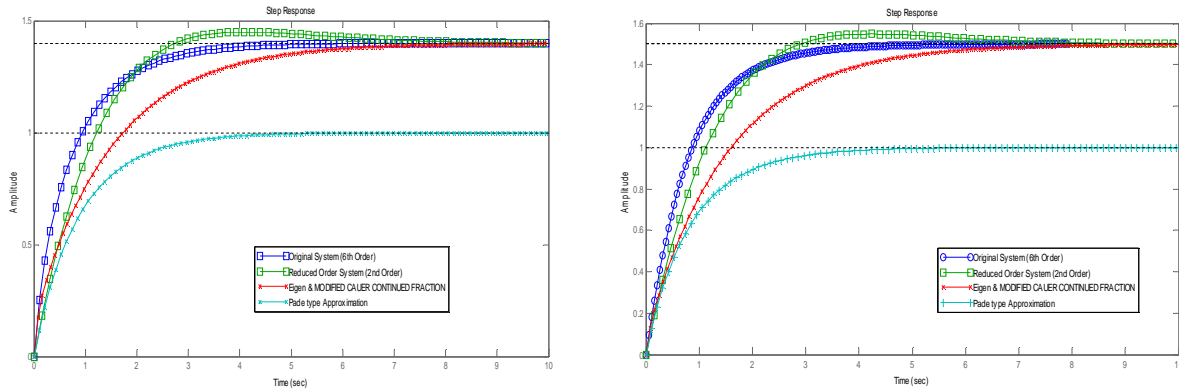 Step Response
1.5
1
0.5
0
Amplitude
0 1 2 3 4 5 6 7 8 9 10
Time (sec)
Original System (6th Order)
Reduced Order System (2nd Order)
Eigen & MODIFIED CAUER CONTINUED FRACTION
Pade type Approximation
Step Response
1.6
1.4
1.2
1
0.8
0.6
0.4
0.2
0
Amplitude
0 1 2 3 4 5 6 7 8 9 1
Time (sec)
Original System (6th Order)
Reduced Order System (2nd Order)
Eigen & MODIFIED CAUER CONTINUED FRACTION
Pade type Approximation